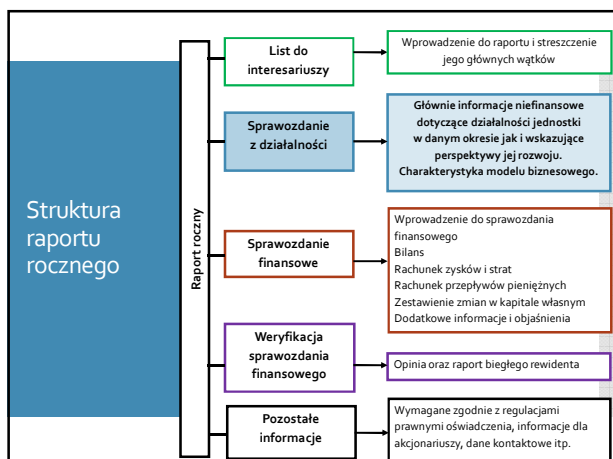 Struktura
raportu
rocznego
Raport roczny
List do
interesariuszy
Wprowadzenie do raportu i streszczenie
jego głównych wątków
Sprawozdanie
z działalności
Głównie informacje niefinansowe
dotyczące działalności jednostki
w danym okresie jak i wskazujące
perspektywy jej rozwoju.
Charakterystyka modelu biznesowego.
Sprawozdanie
finansowe
Wprowadzenie do sprawozdania
finansowego
Bilans
Rachunek zysków i strat
Rachunek przepływów pieniężnych
Zestawienie zmian w kapitale własnym
Dodatkowe informacje i objaśnienia
Weryfikacja
sprawozdania
finansowego
Opinia oraz raport biegłego rewidenta
Pozostałe
informacje
Wymagane zgodnie z regulacjami
prawnymi oświadczenia, informacje dla
akcjonariuszy, dane kontaktowe itp.